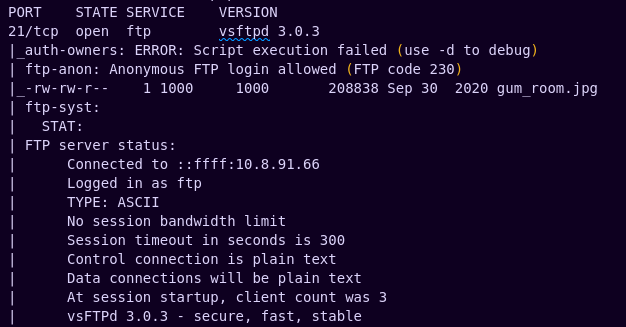 PORT   STATE SERVICE    VERSION
21/tcp  open  ftp        vsftpd 3.0.3
|_auth-owners: ERROR: Script execution failed (use -d to debug)
| ftp-anon: Anonymous FTP login allowed (FTP code 230)
|_-rw-rw-r--    1 1000     1000       208838 Sep 30  2020 gum_room.jpg
| ftp-syst:
|   STAT:
| FTP server status:
|      Connected to ::ffff:10.8.91.66
|      Logged in as ftp
|      TYPE: ASCII
|      No session bandwidth limit
|      Session timeout in seconds is 300
|      Control connection is plain text
|      Data connections will be plain text
|      At session startup, client count was 3
|      vsFTPd 3.0.3 - secure, fast, stable